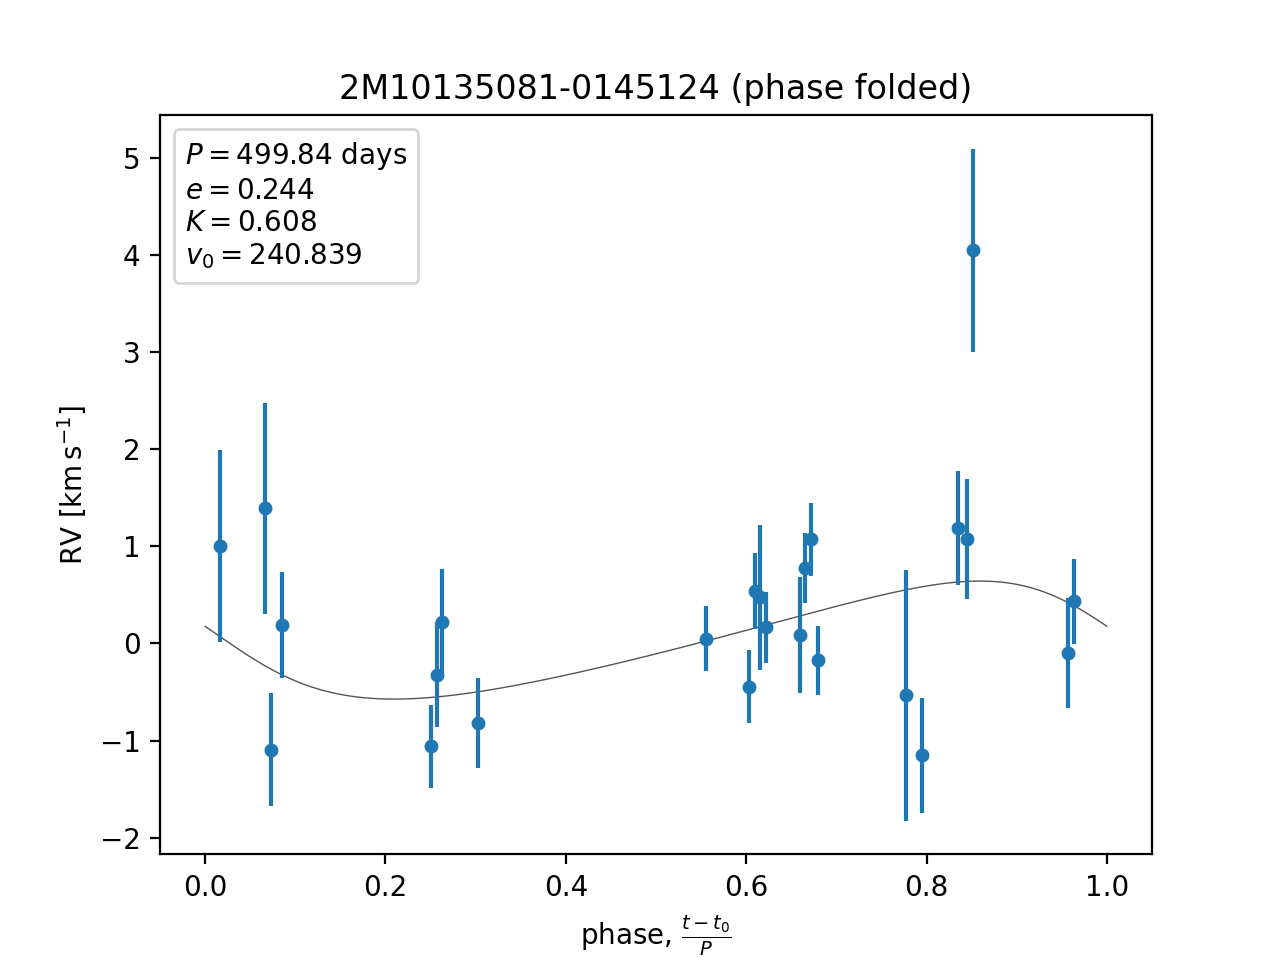 2M10135081-0145124 (phase folded)
P = 499.84 days
e = 0.244
K = 0.608
v₀ = 240.839
5
4
3
2
1
0
−1
−2
RV [km s⁻¹]
0.0 0.2 0.4 0.6 0.8 1.0
phase, (t − t₀)/P